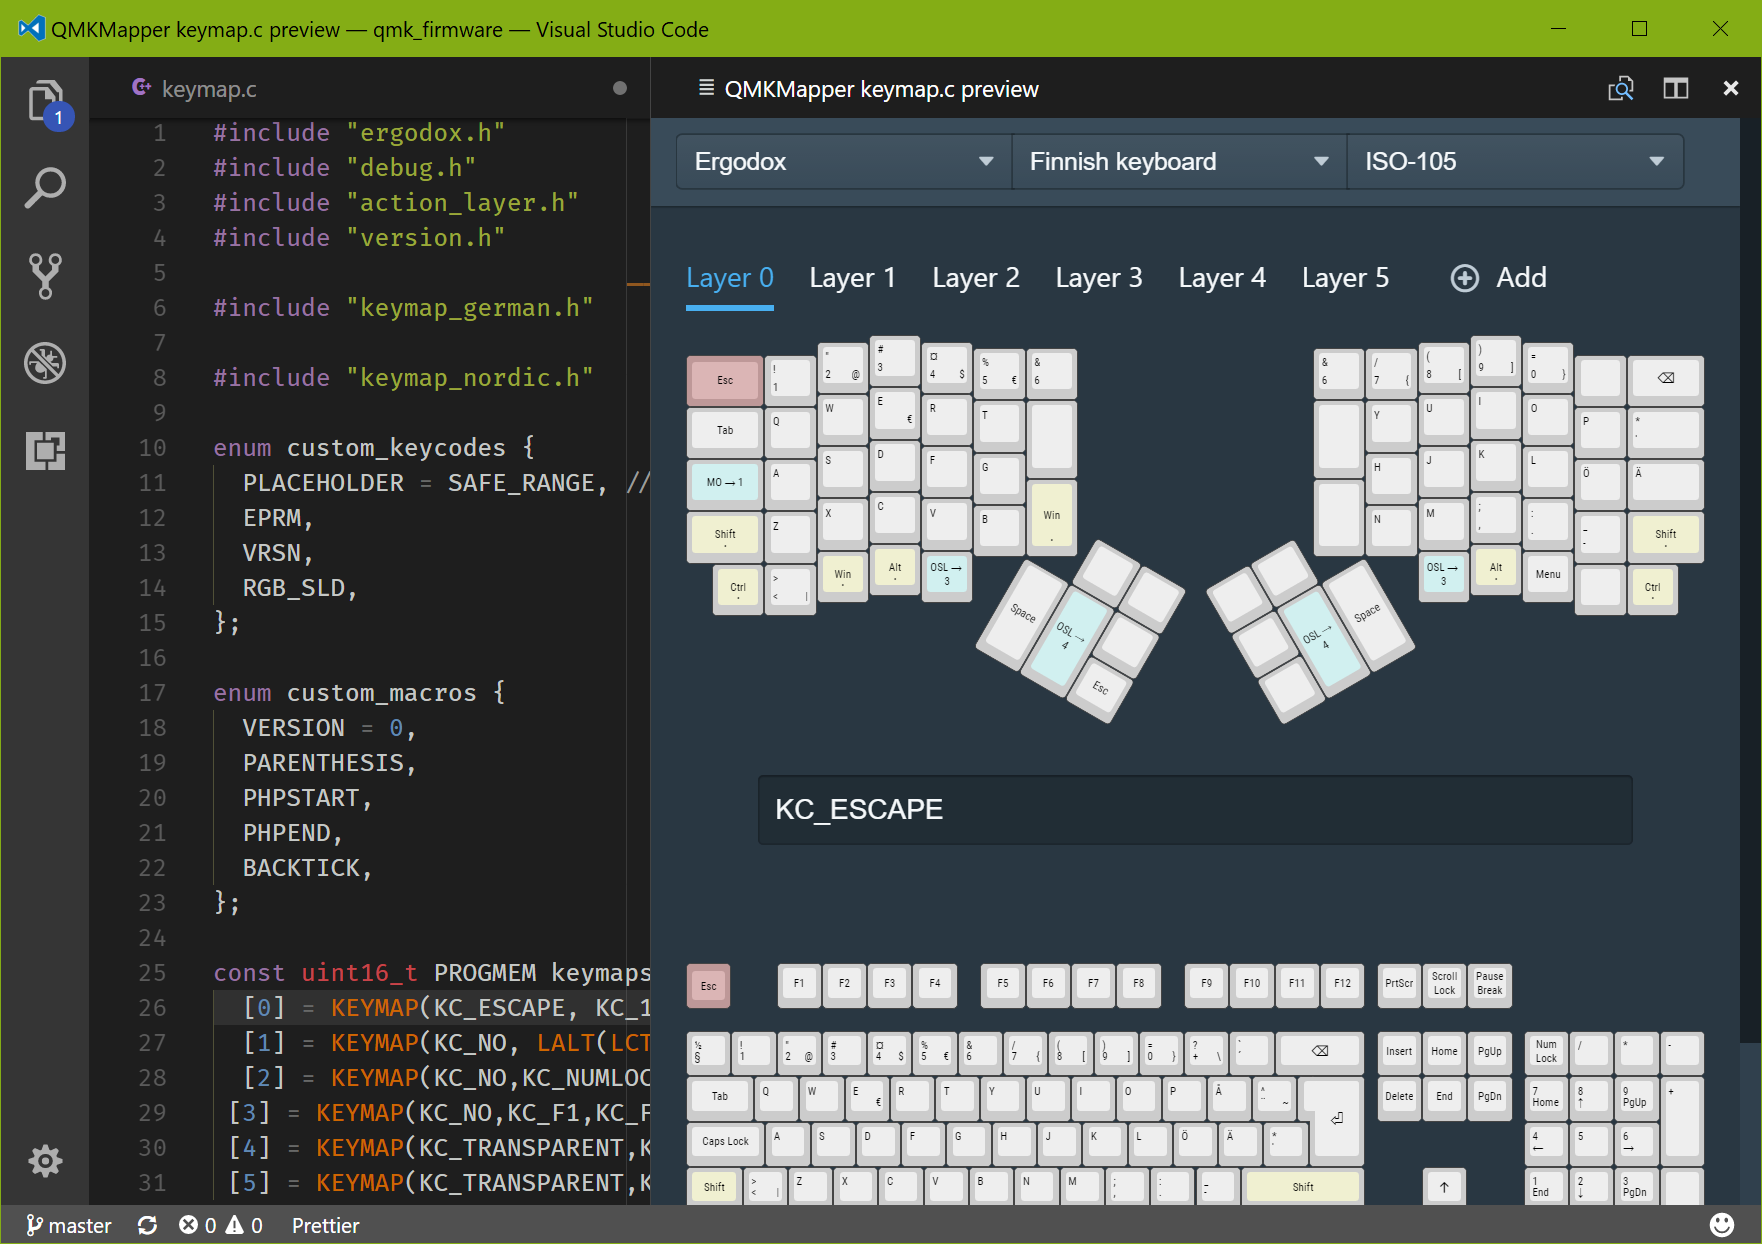 QMKMapper keymap.c preview — qmk_firmware — Visual Studio Code
1
keymap.c
1 #include "ergodox.h"
2 #include "debug.h"
3 #include "action_layer.h"
4 #include "version.h"
5
6 #include "keymap_german.h"
7
8 #include "keymap_nordic.h"
9
10 enum custom_keycodes {
11 PLACEHOLDER = SAFE_RANGE, //
12 EPRM,
13 VRSN,
14 RGB_SLD,
15 };
16
17 enum custom_macros {
18 VERSION = 0,
19 PARENTHESIS,
20 PHPSTART,
21 PHPEND,
22 BACKTICK,
23 };
24
25 const uint16_t PROGMEM keymaps
26 [0] = KEYMAP(KC_ESCAPE, KC_1
27 [1] = KEYMAP(KC_NO, LALT(LCT
28 [2] = KEYMAP(KC_NO,KC_NUMLOC
29 [3] = KEYMAP(KC_NO,KC_F1,KC_F
30 [4] = KEYMAP(KC_TRANSPARENT,K
31 [5] = KEYMAP(KC_TRANSPARENT,K
QMKMapper keymap.c preview
Ergodox Finnish keyboard ISO-105
Layer 0 Layer 1 Layer 2 Layer 3 Layer 4 Layer 5 Add
Esc ! 1 " 2 @ # 3 ¤ 4 $ % 5 € & 6 & 6 / 7 { ( 8 [ ) 9 ] = 0 } ⌫
Tab Q W E € R T Y U I O P *
MO → 1 A S D F G H J K L Ö Ä
Shift Z X C V B Win N M ; , : . _ - Shift
Ctrl > < | Win Alt OSL → 3 OSL → 3 Alt Menu Ctrl
Space OSL → 4 Esc OSL → 4 Space
KC_ESCAPE
Esc F1 F2 F3 F4 F5 F6 F7 F8 F9 F10 F11 F12 PrtScr Scroll Lock Pause Break
½ § ! 1 " 2 @ # 3 ¤ 4 $ % 5 € & 6 / 7 { ( 8 [ ) 9 ] = 0 } ? + \ ` ´ ⌫ Insert Home PgUp Num Lock / * -
Tab Q W E € R T Y U I O P Å ^ ¨ ~ Delete End PgDn 7 Home 8 ↑ 9 PgUp +
Caps Lock A S D F G H J K L Ö Ä * ' ⏎ 4 ← 5 6 →
Shift > < | Z X C V B N M ; , : . _ - Shift ↑ 1 End 2 ↓ 3 PgDn
master 0 0 Prettier